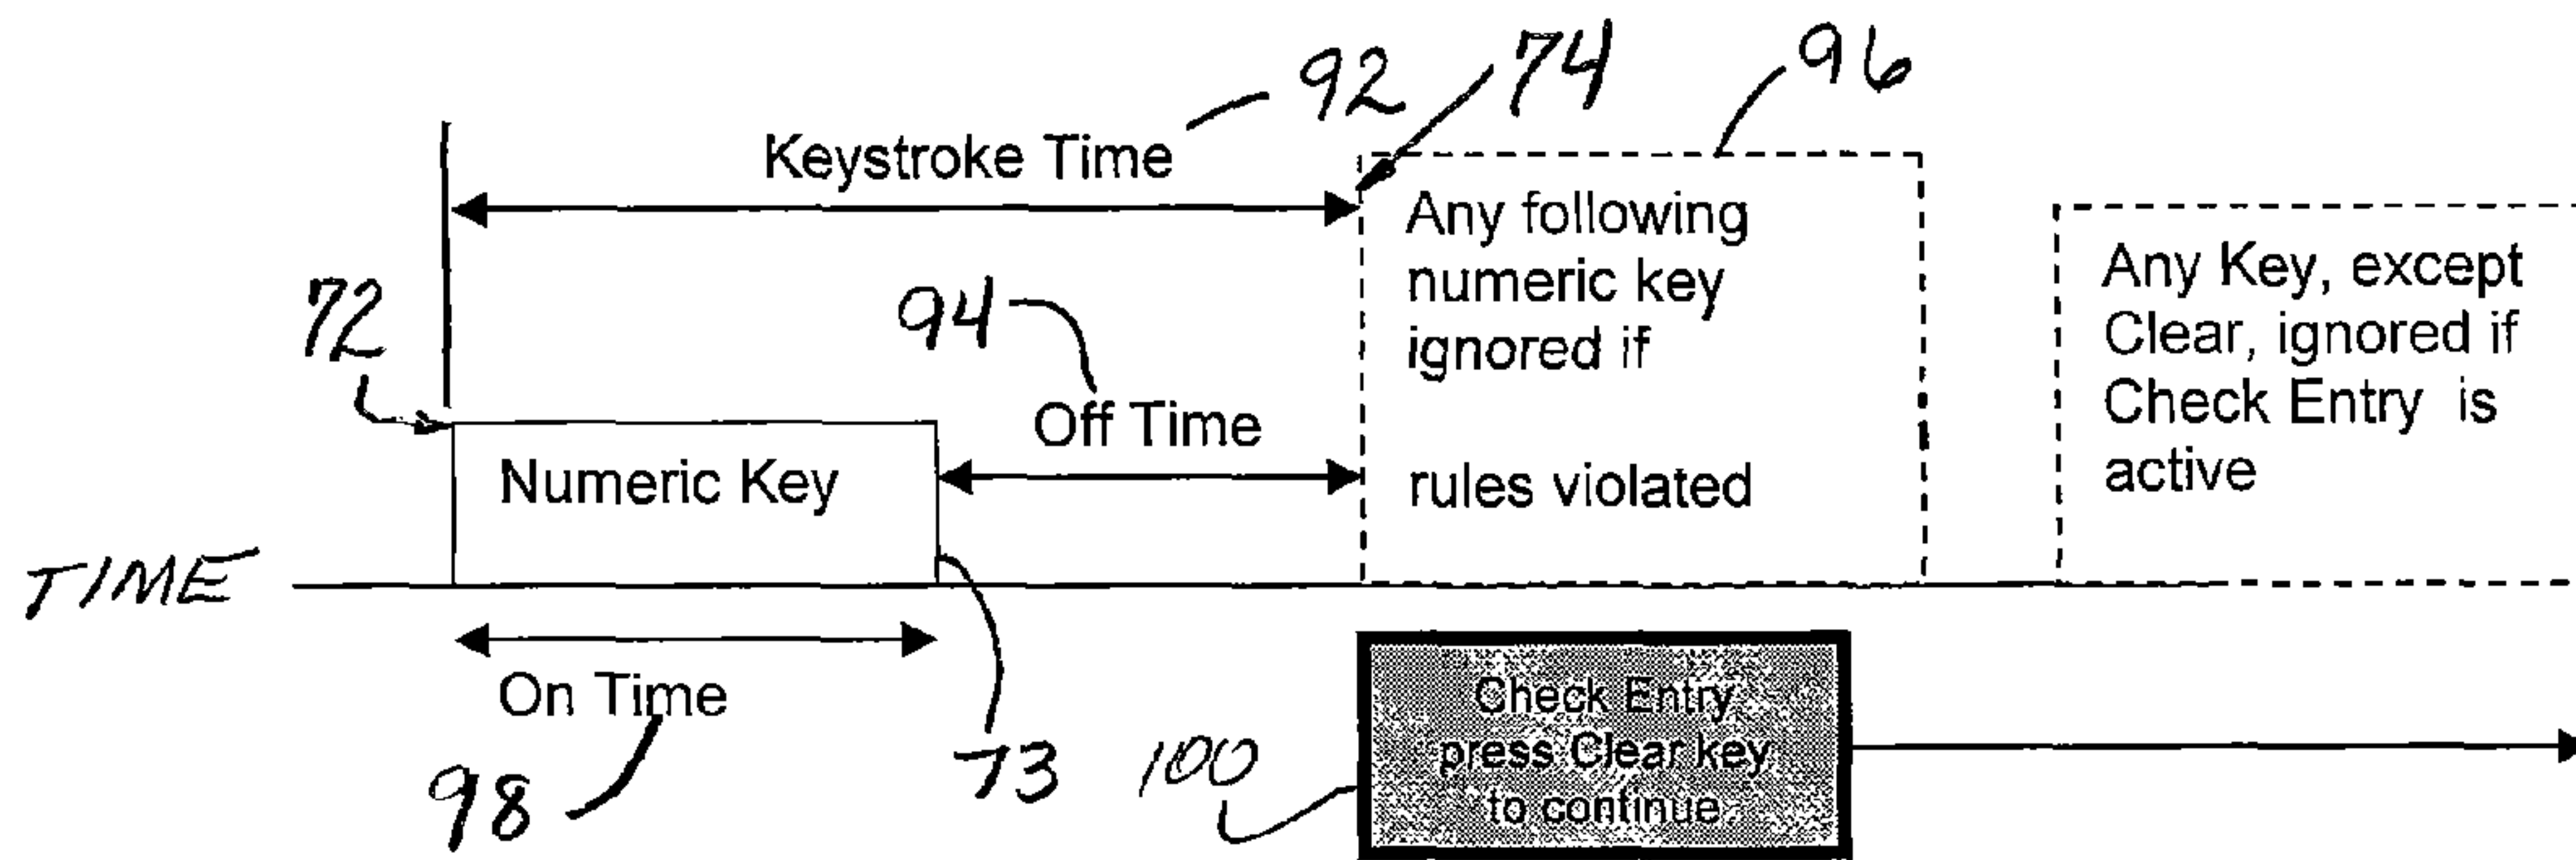 92
74
96
Keystroke Time
Any following
numeric key
ignored if
rules violated
Any Key, except
Clear, ignored if
Check Entry is
active
72
94
Off Time
Numeric Key
TIME
On Time
98
73
100
Check Entry
press Clear key
to continue